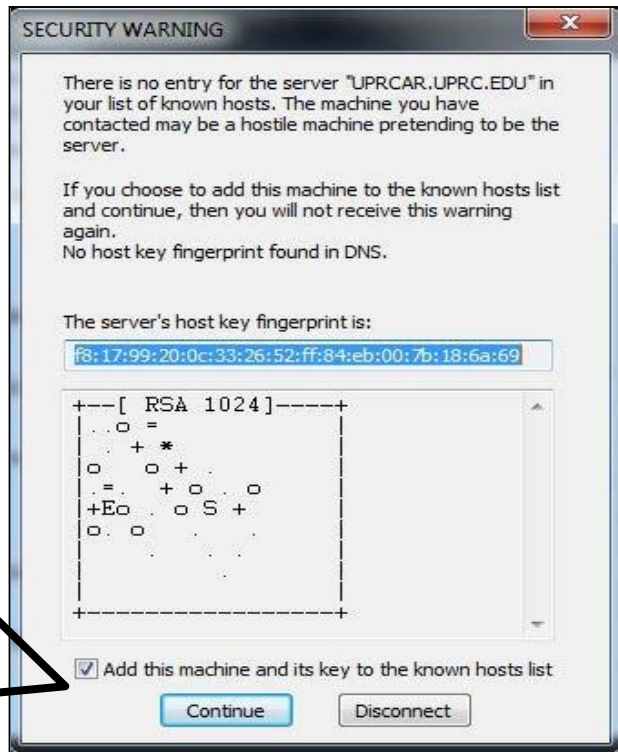 SECURITY WARNING
There is no entry for the server "UPRCAR.UPRC.EDU" in
your list of known hosts. The machine you have
contacted may be a hostile machine pretending to be the
server.
If you choose to add this machine to the known hosts list
and continue, then you will not receive this warning
again.
No host key fingerprint found in DNS.
The server's host key fingerprint is:
f8:17:99:20:0c:33:26:52:ff:84:eb:00:7b:18:6a:69
+--[ RSA 1024]----+
|..o =            |
| . + *           |
|o   o + .        |
|.=.  + o . o     |
|+Eo . o S +      |
|o. o   .   .     |
|     .   . .     |
|          .      |
|                 |
+-----------------+
Add this machine and its key to the known hosts list
Continue Disconnect